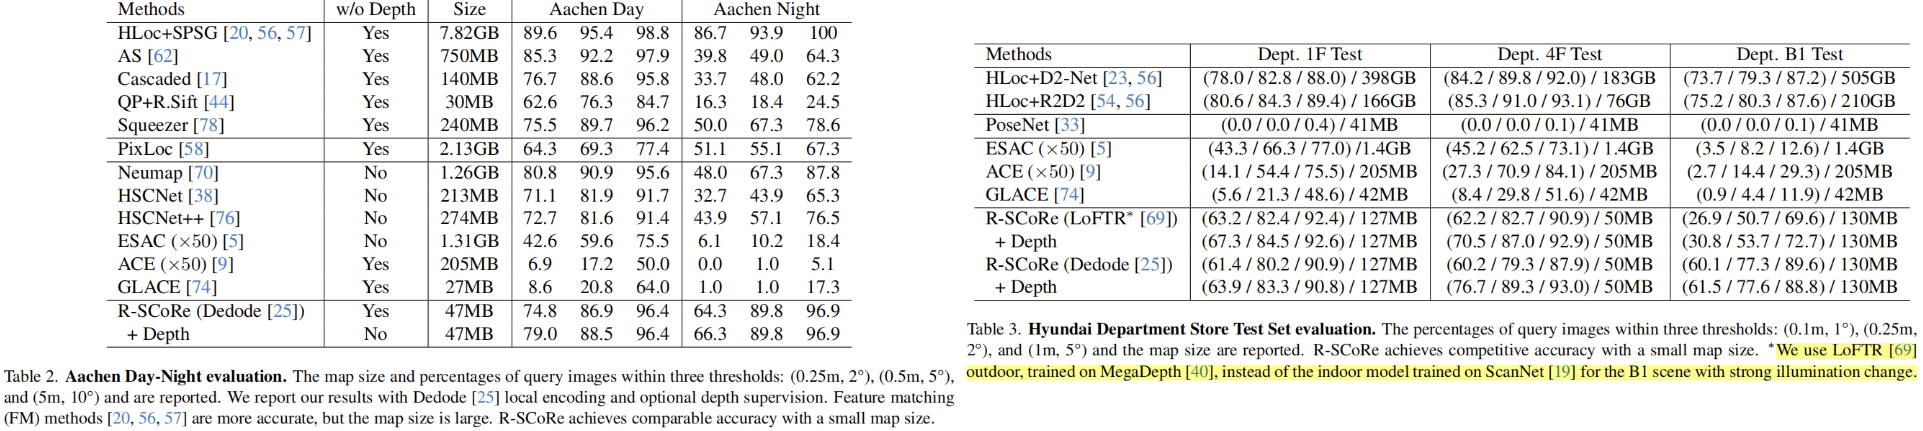 Methods w/o Depth Size Aachen Day Aachen Night
HLoc+SPSG [20, 56, 57] Yes 7.82GB 89.6 95.4 98.8 86.7 93.9 100
AS [62] Yes 750MB 85.3 92.2 97.9 39.8 49.0 64.3
Cascaded [17] Yes 140MB 76.7 88.6 95.8 33.7 48.0 62.2
QP+R.Sift [44] Yes 30MB 62.6 76.3 84.7 16.3 18.4 24.5
Squeezer [78] Yes 240MB 75.5 89.7 96.2 50.0 67.3 78.6
PixLoc [58] Yes 2.13GB 64.3 69.3 77.4 51.1 55.1 67.3
Neumap [70] No 1.26GB 80.8 90.9 95.6 48.0 67.3 87.8
HSCNet [38] No 213MB 71.1 81.9 91.7 32.7 43.9 65.3
HSCNet++ [76] No 274MB 72.7 81.6 91.4 43.9 57.1 76.5
ESAC (×50) [5] No 1.31GB 42.6 59.6 75.5 6.1 10.2 18.4
ACE (×50) [9] Yes 205MB 6.9 17.2 50.0 0.0 1.0 5.1
GLACE [74] Yes 27MB 8.6 20.8 64.0 1.0 1.0 17.3
R-SCoRe (Dedode [25]) Yes 47MB 74.8 86.9 96.4 64.3 89.8 96.9
+ Depth No 47MB 79.0 88.5 96.4 66.3 89.8 96.9
Table 2. Aachen Day-Night evaluation. The map size and percentages of query images within three thresholds: (0.25m, 2°), (0.5m, 5°),
and (5m, 10°) and are reported. We report our results with Dedode [25] local encoding and optional depth supervision. Feature matching
(FM) methods [20, 56, 57] are more accurate, but the map size is large. R-SCoRe achieves comparable accuracy with a small map size.
Methods Dept. 1F Test Dept. 4F Test Dept. B1 Test
HLoc+D2-Net [23, 56] (78.0 / 82.8 / 88.0) / 398GB (84.2 / 89.8 / 92.0) / 183GB (73.7 / 79.3 / 87.2) / 505GB
HLoc+R2D2 [54, 56] (80.6 / 84.3 / 89.4) / 166GB (85.3 / 91.0 / 93.1) / 76GB (75.2 / 80.3 / 87.6) / 210GB
PoseNet [33] (0.0 / 0.0 / 0.4) / 41MB (0.0 / 0.0 / 0.1) / 41MB (0.0 / 0.0 / 0.1) / 41MB
ESAC (×50) [5] (43.3 / 66.3 / 77.0) /1.4GB (45.2 / 62.5 / 73.1) / 1.4GB (3.5 / 8.2 / 12.6) / 1.4GB
ACE (×50) [9] (14.1 / 54.4 / 75.5) / 205MB (27.3 / 70.9 / 84.1) / 205MB (2.7 / 14.4 / 29.3) / 205MB
GLACE [74] (5.6 / 21.3 / 48.6) / 42MB (8.4 / 29.8 / 51.6) / 42MB (0.9 / 4.4 / 11.9) / 42MB
R-SCoRe (LoFTR* [69]) (63.2 / 82.4 / 92.4) / 127MB (62.2 / 82.7 / 90.9) / 50MB (26.9 / 50.7 / 69.6) / 130MB
+ Depth (67.3 / 84.5 / 92.6) / 127MB (70.5 / 87.0 / 92.9) / 50MB (30.8 / 53.7 / 72.7) / 130MB
R-SCoRe (Dedode [25]) (61.4 / 80.2 / 90.9) / 127MB (60.2 / 79.3 / 87.9) / 50MB (60.1 / 77.3 / 89.6) / 130MB
+ Depth (63.9 / 83.3 / 90.8) / 127MB (76.7 / 89.3 / 93.0) / 50MB (61.5 / 77.6 / 88.8) / 130MB
Table 3. Hyundai Department Store Test Set evaluation. The percentages of query images within three thresholds: (0.1m, 1°), (0.25m,
2°), and (1m, 5°) and the map size are reported. R-SCoRe achieves competitive accuracy with a small map size. *We use LoFTR [69]
outdoor, trained on MegaDepth [40], instead of the indoor model trained on ScanNet [19] for the B1 scene with strong illumination change.